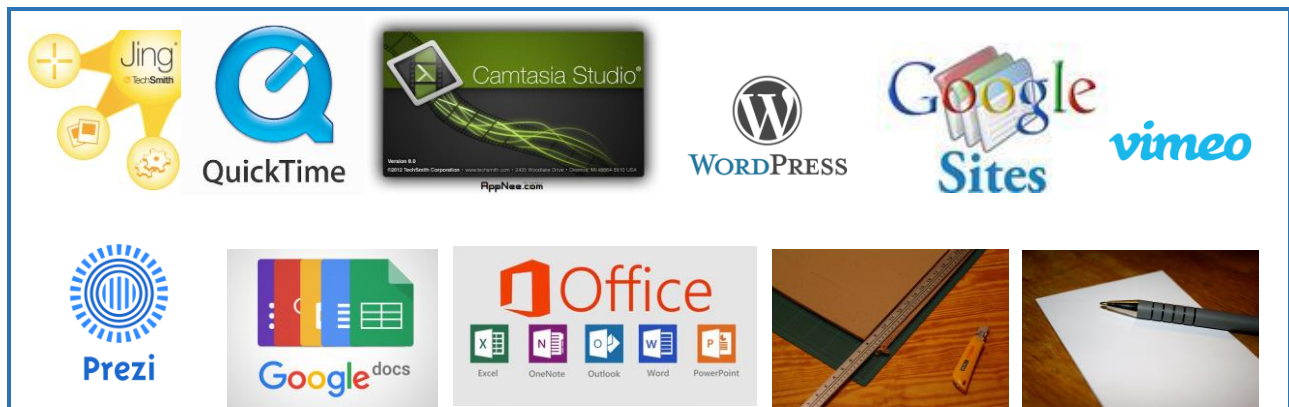 Jing®
TechSmith
QuickTime
Camtasia Studio®
Version 8.0
AppNee.com
WORDPRESS
Google
Sites
vimeo
Prezi
Google docs
Office
X
N
O
W
P
Excel
OneNote
Outlook
Word
PowerPoint